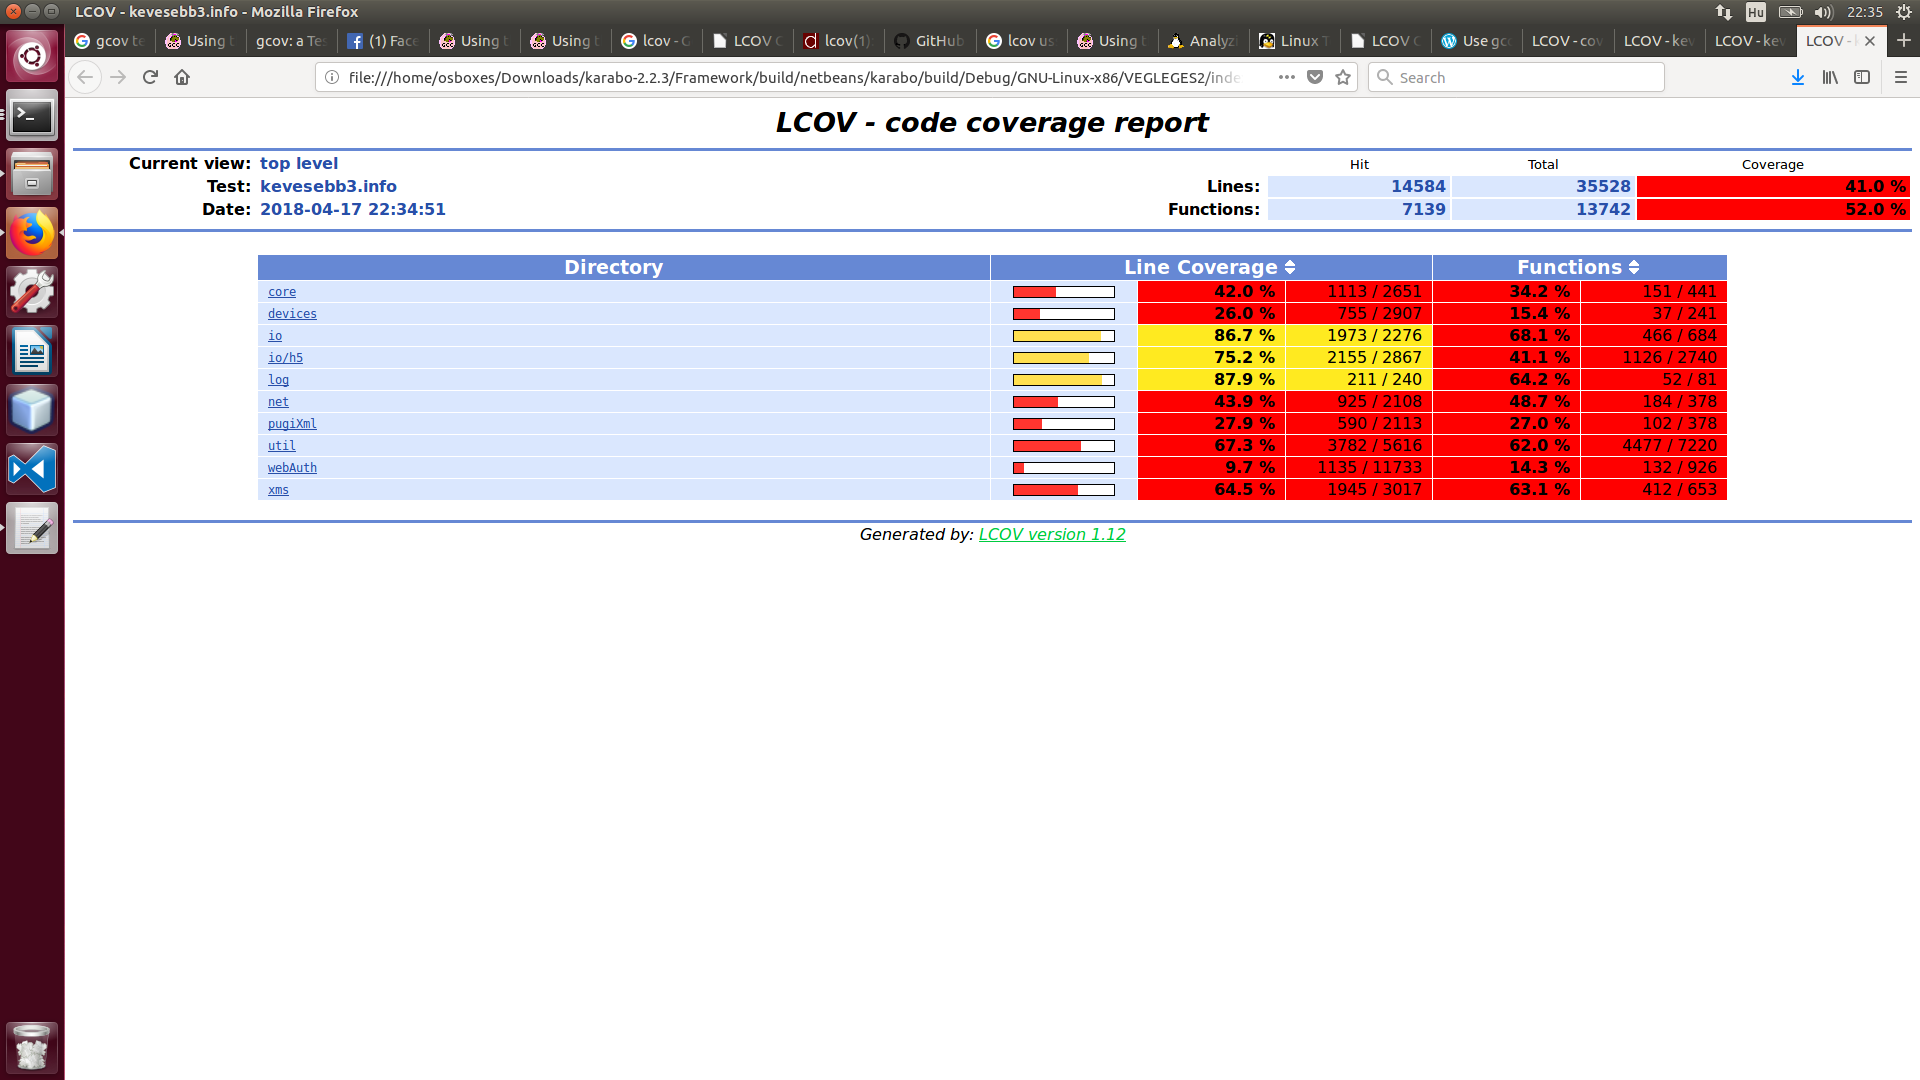 LCOV - kevesebb3.info - Mozilla Firefox
Hu
22:35
gcov te
Using t
gcov: a Te
(1) Face
Using t
Using t
lcov - G
LCOV C
lcov(1):
GitHub
lcov us
Using t
Analyzi
Linux T
LCOV C
Use gco
LCOV - cov
LCOV - kev
LCOV - kev
LCOV - k
file:///home/osboxes/Downloads/karabo-2.2.3/Framework/build/netbeans/karabo/build/Debug/GNU-Linux-x86/VEGLEGES2/inde
Search
LCOV - code coverage report
Current view: top level
Hit Total Coverage
Test: kevesebb3.info
Lines: 14584 35528 41.0 %
Date: 2018-04-17 22:34:51
Functions: 7139 13742 52.0 %
Directory Line Coverage Functions
core 42.0 % 1113 / 2651 34.2 % 151 / 441
devices 26.0 % 755 / 2907 15.4 % 37 / 241
io 86.7 % 1973 / 2276 68.1 % 466 / 684
io/h5 75.2 % 2155 / 2867 41.1 % 1126 / 2740
log 87.9 % 211 / 240 64.2 % 52 / 81
net 43.9 % 925 / 2108 48.7 % 184 / 378
pugiXml 27.9 % 590 / 2113 27.0 % 102 / 378
util 67.3 % 3782 / 5616 62.0 % 4477 / 7220
webAuth 9.7 % 1135 / 11733 14.3 % 132 / 926
xms 64.5 % 1945 / 3017 63.1 % 412 / 653
Generated by: LCOV version 1.12